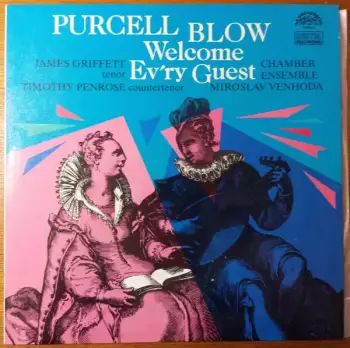 PURCELL BLOW
Welcome
Ev'ry Guest
JAMES GRIFFETT
tenor
TIMOTHY PENROSE countertenor
CHAMBER
ENSEMBLE
MIROSLAV VENHODA